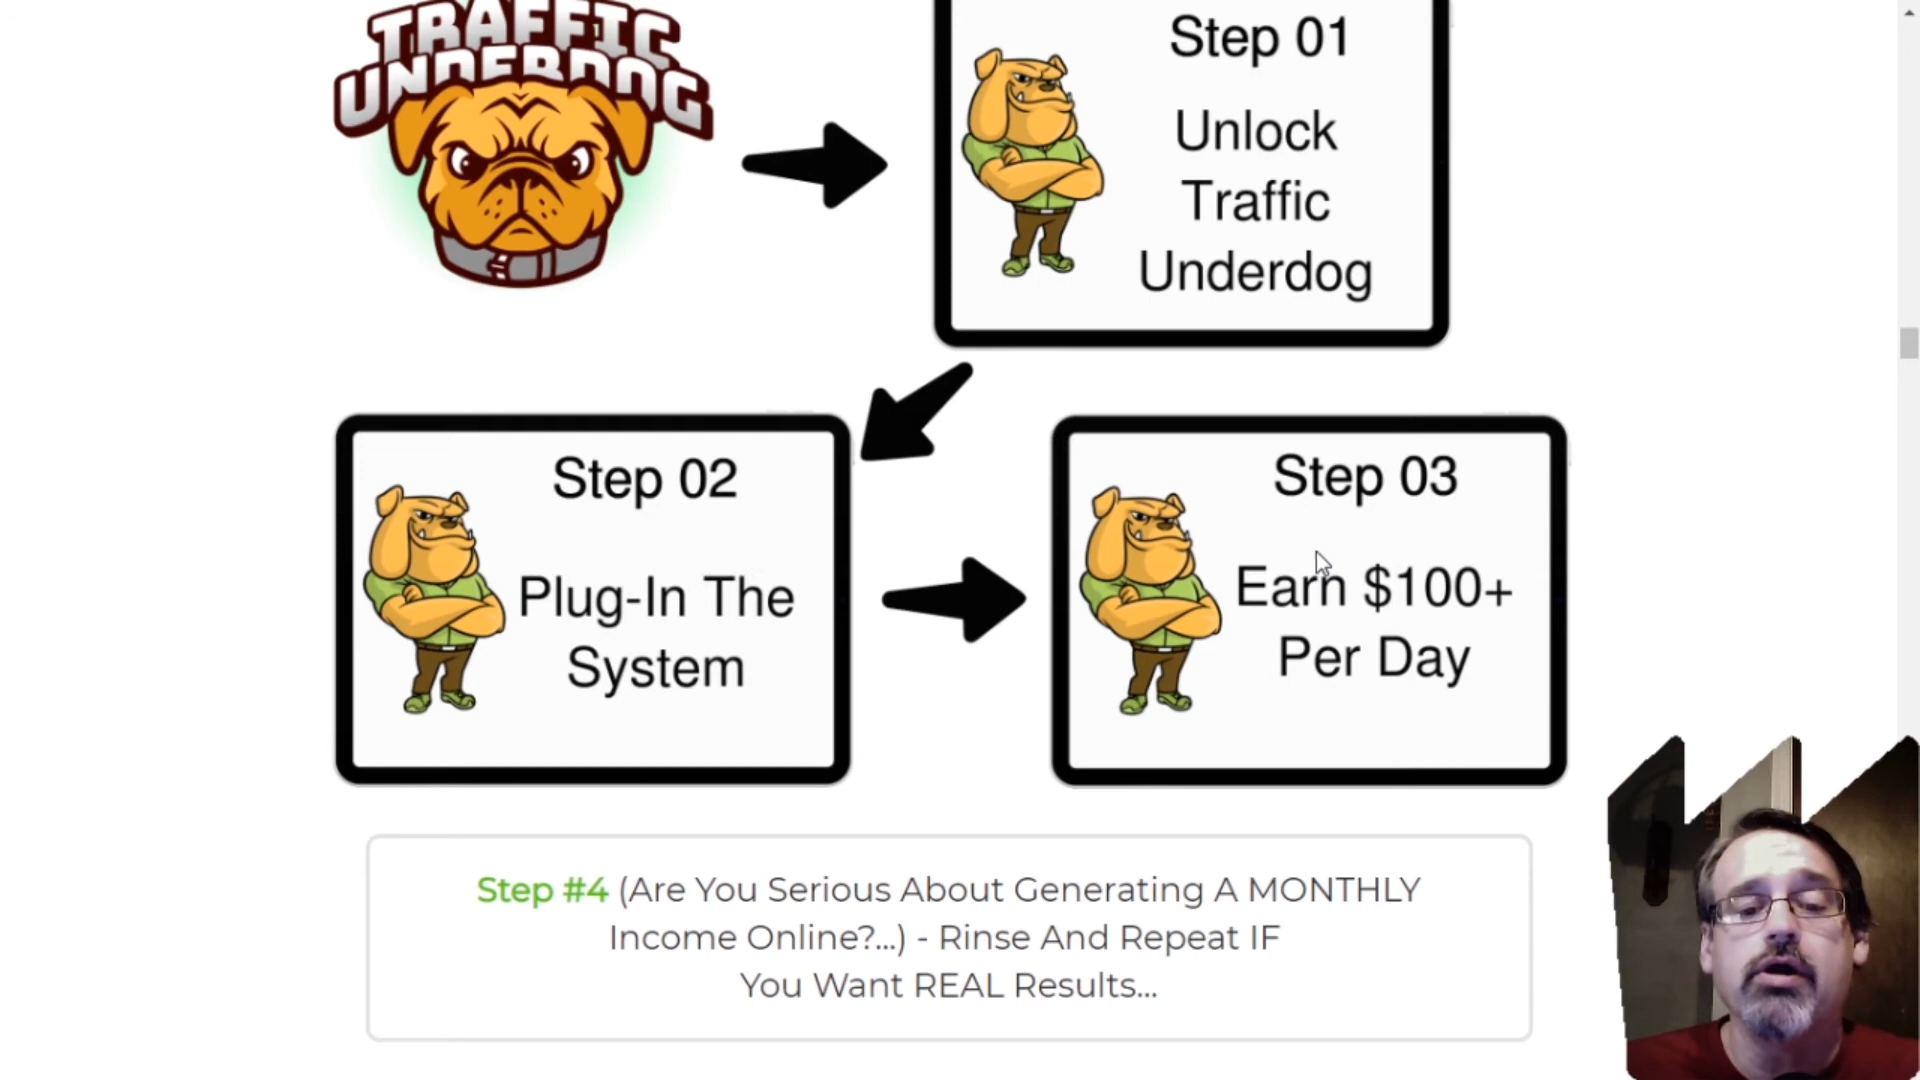 TRAFFIC
UNDERDOG
Step 01
Unlock
Traffic
Underdog
Step 02
Plug-In The
System
Step 03
Earn $100+
Per Day
Step #4 (Are You Serious About Generating A MONTHLY
Income Online?...) - Rinse And Repeat IF
You Want REAL Results...